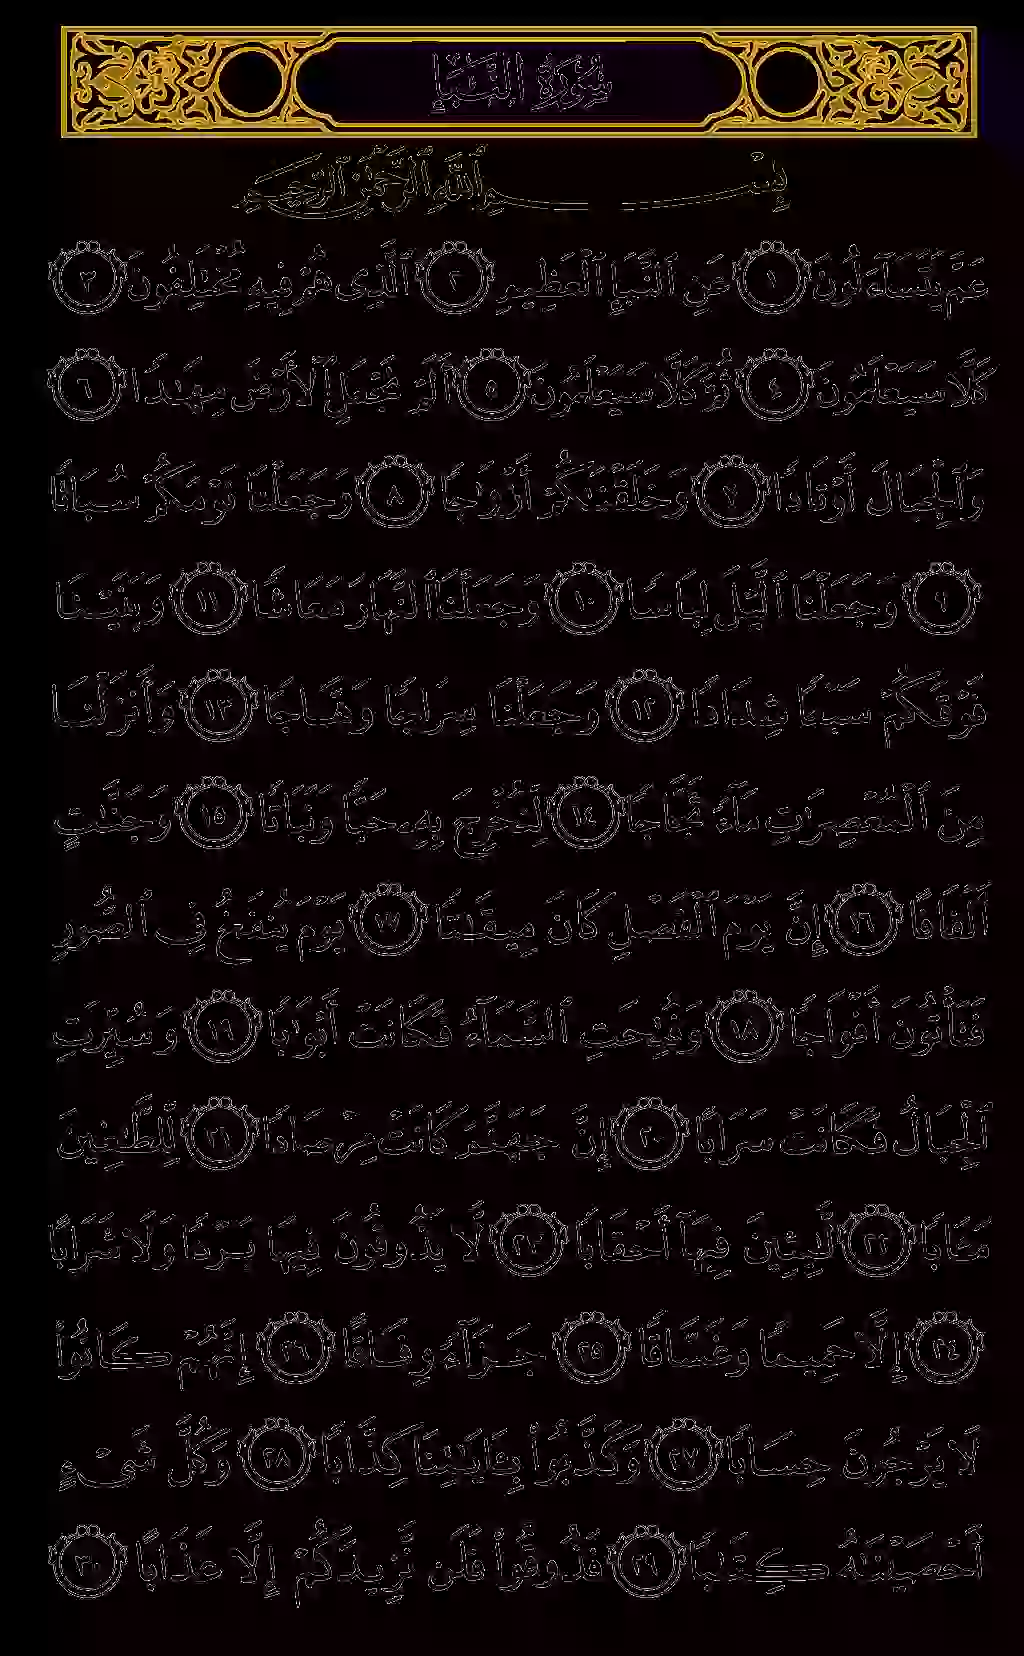 سُورَةُ النَّبَإِ
بِسْمِ ٱللَّهِ ٱلرَّحْمَٰنِ ٱلرَّحِيمِ
عَمَّ يَتَسَآءَلُونَ ١ عَنِ ٱلنَّبَإِ ٱلْعَظِيمِ ٢ ٱلَّذِى هُمْ فِيهِ مُخْتَلِفُونَ ٣
كَلَّا سَيَعْلَمُونَ ٤ ثُمَّ كَلَّا سَيَعْلَمُونَ ٥ أَلَمْ نَجْعَلِ ٱلْأَرْضَ مِهَٰدًا ٦
وَٱلْجِبَالَ أَوْتَادًا ٧ وَخَلَقْنَٰكُمْ أَزْوَٰجًا ٨ وَجَعَلْنَا نَوْمَكُمْ سُبَاتًا
٩ وَجَعَلْنَا ٱلَّيْلَ لِبَاسًا ١٠ وَجَعَلْنَا ٱلنَّهَارَ مَعَاشًا ١١ وَبَنَيْنَا
فَوْقَكُمْ سَبْعًا شِدَادًا ١٢ وَجَعَلْنَا سِرَاجًا وَهَّاجًا ١٣ وَأَنزَلْنَا
مِنَ ٱلْمُعْصِرَٰتِ مَآءً ثَجَّاجًا ١٤ لِّنُخْرِجَ بِهِۦ حَبًّا وَنَبَاتًا ١٥ وَجَنَّٰتٍ
أَلْفَافًا ١٦ إِنَّ يَوْمَ ٱلْفَصْلِ كَانَ مِيقَٰتًا ١٧ يَوْمَ يُنفَخُ فِى ٱلصُّورِ
فَتَأْتُونَ أَفْوَاجًا ١٨ وَفُتِحَتِ ٱلسَّمَآءُ فَكَانَتْ أَبْوَٰبًا ١٩ وَسُيِّرَتِ
ٱلْجِبَالُ فَكَانَتْ سَرَابًا ٢٠ إِنَّ جَهَنَّمَ كَانَتْ مِرْصَادًا ٢١ لِّلطَّٰغِينَ
مَـَٔابًا ٢٢ لَّٰبِثِينَ فِيهَآ أَحْقَابًا ٢٣ لَّا يَذُوقُونَ فِيهَا بَرْدًا وَلَا شَرَابًا
٢٤ إِلَّا حَمِيمًا وَغَسَّاقًا ٢٥ جَزَآءً وِفَاقًا ٢٦ إِنَّهُمْ كَانُوا۟
لَا يَرْجُونَ حِسَابًا ٢٧ وَكَذَّبُوا۟ بِـَٔايَٰتِنَا كِذَّابًا ٢٨ وَكُلَّ شَىْءٍ
أَحْصَيْنَٰهُ كِتَٰبًا ٢٩ فَذُوقُوا۟ فَلَن نَّزِيدَكُمْ إِلَّا عَذَابًا ٣٠